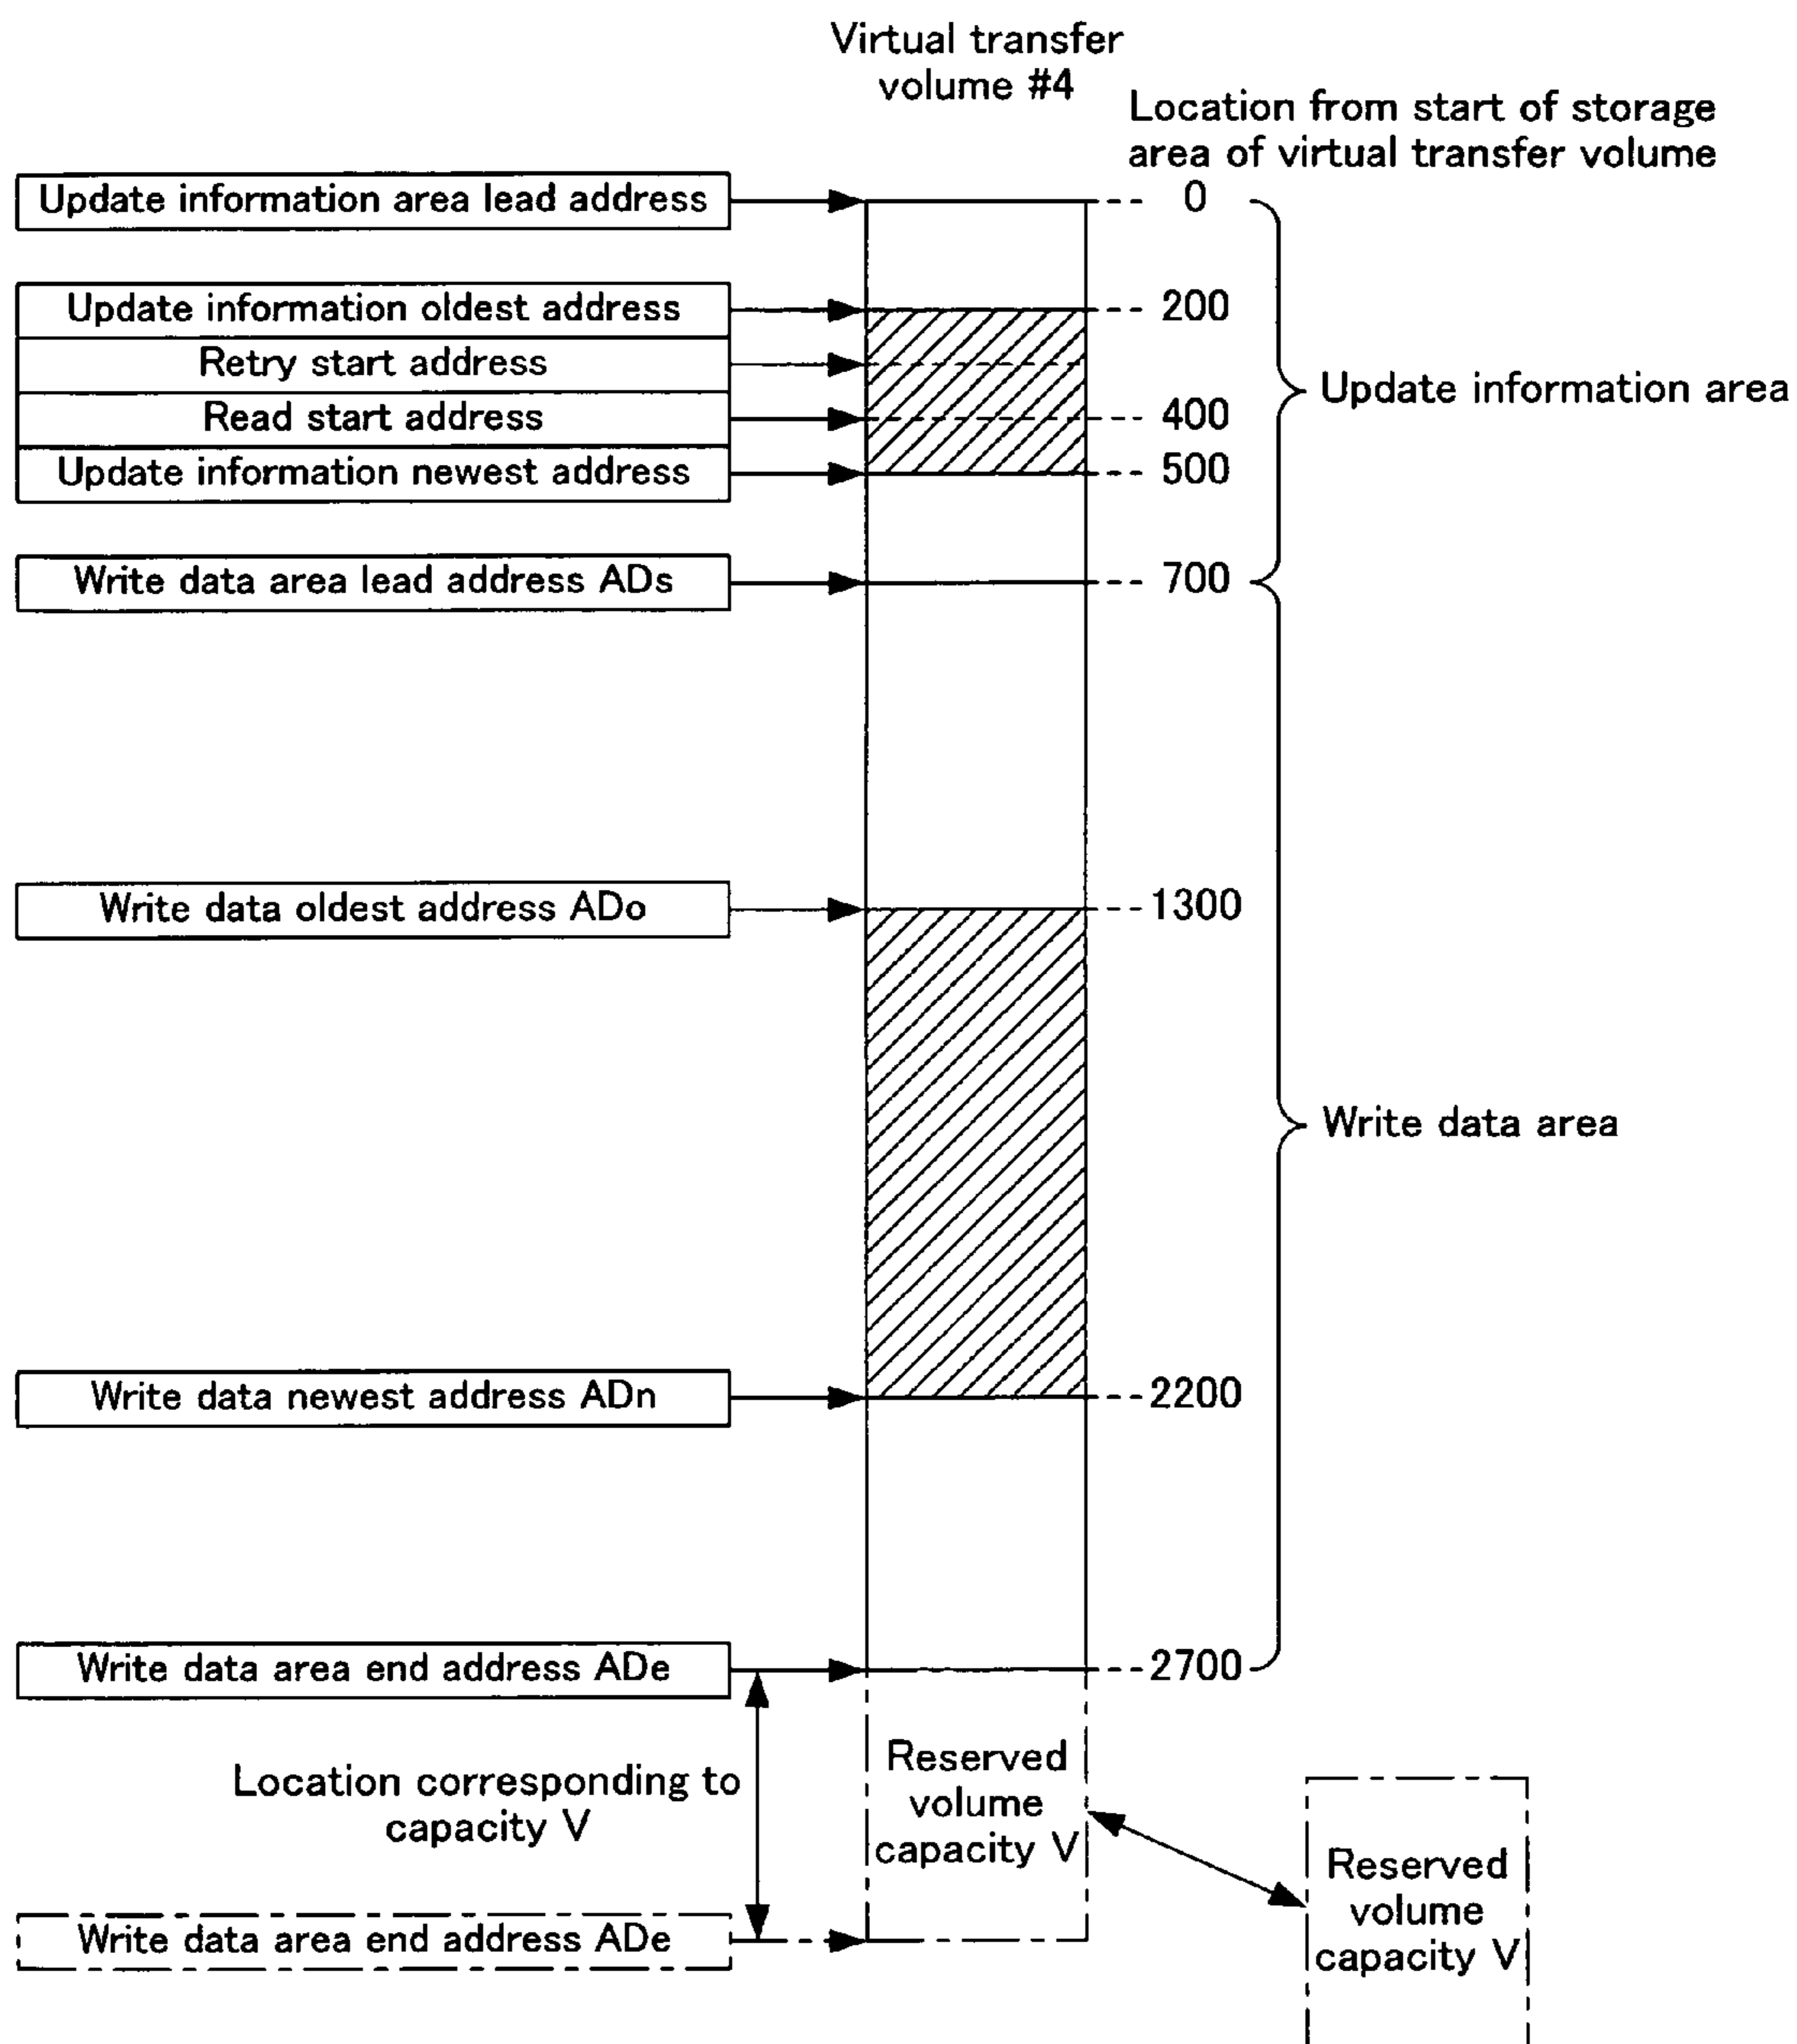 Virtual transfer
volume #4
Location from start of storage
area of virtual transfer volume
Update information area lead address
0
Update information oldest address
200
Retry start address
Update information area
Read start address
400
Update information newest address
500
Write data area lead address ADs
700
Write data oldest address ADo
1300
Write data area
Write data newest address ADn
2200
Write data area end address ADe
2700
Location corresponding to
capacity V
Reserved
volume
capacity V
Reserved
volume
capacity V
Write data area end address ADe